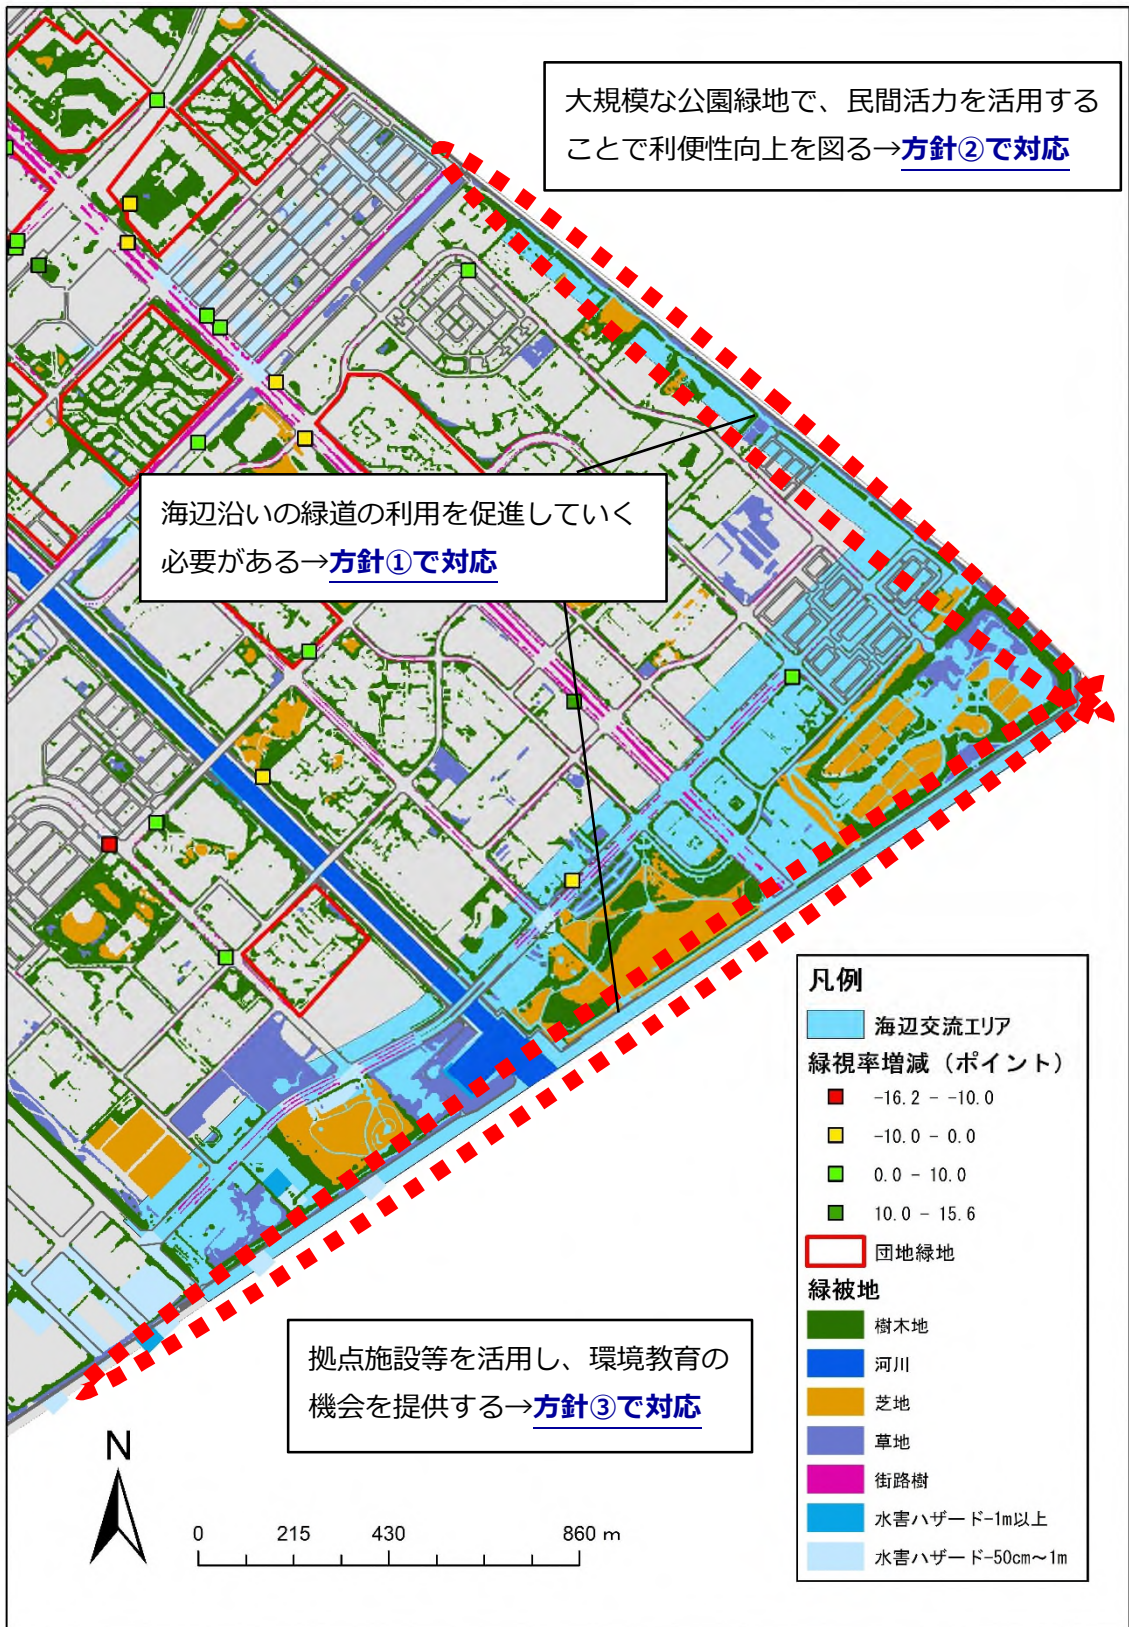 大規模な公園緑地で、民間活力を活用する
ことで利便性向上を図る→方針②で対応
海辺沿いの緑道の利用を促進していく
必要がある→方針①で対応
拠点施設等を活用し、環境教育の
機会を提供する→方針③で対応
凡例
海辺交流エリア
緑視率増減（ポイント）
-16.2 - -10.0
-10.0 - 0.0
0.0 - 10.0
10.0 - 15.6
団地緑地
緑被地
樹木地
河川
芝地
草地
街路樹
水害ハザード-1m以上
水害ハザード-50cm～1m
N
0 215 430 860 m